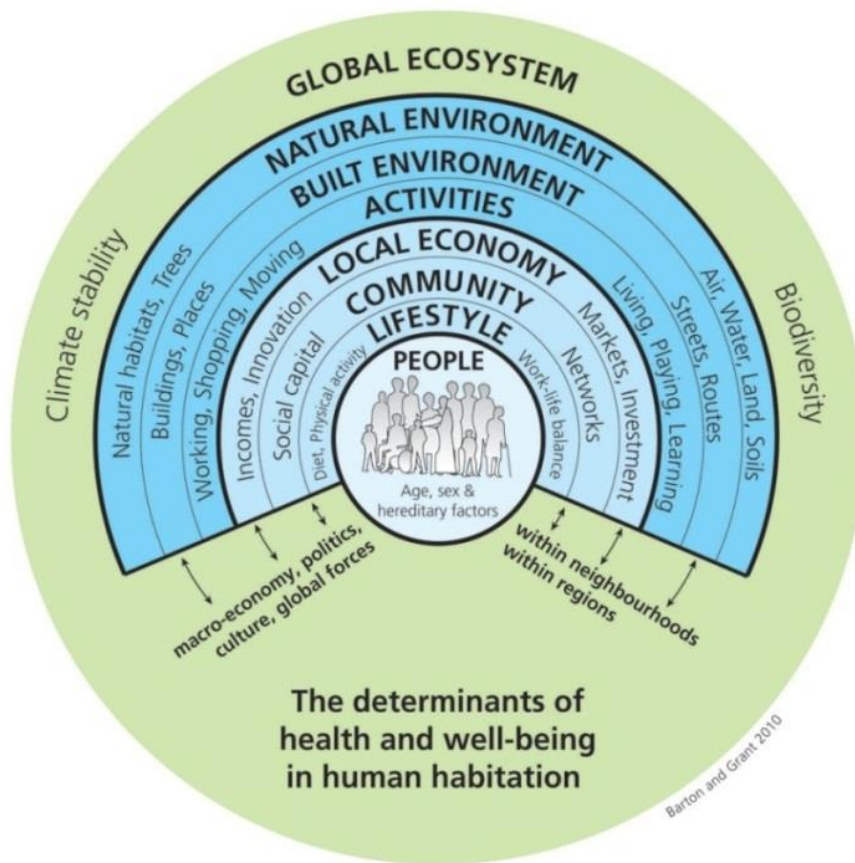 GLOBAL ECOSYSTEM
NATURAL ENVIRONMENT
BUILT ENVIRONMENT
ACTIVITIES
LOCAL ECONOMY
COMMUNITY
LIFESTYLE
PEOPLE
Age, sex &
hereditary factors
Climate stability
Natural habitats, Trees
Buildings, Places
Working, Shopping, Moving
Incomes, Innovation
Social capital
Diet, Physical activity
Work-life balance
Networks
Markets, Investment
Living, Playing, Learning
Streets, Routes
Air, Water, Land, Soils
Biodiversity
macro-economy, politics,
culture, global forces
within neighbourhoods
within regions
The determinants of
health and well-being
in human habitation
Barton and Grant 2010